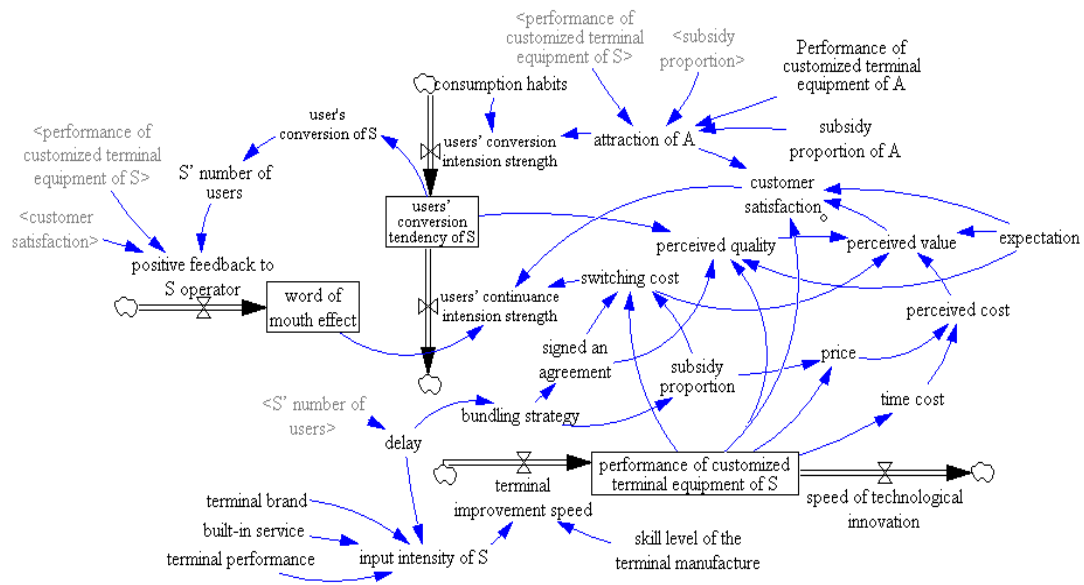 <performance of
customized terminal
equipment of S>
<subsidy
proportion>
Performance of
customized terminal
equipment of A
consumption habits
user's
conversion of S
users' conversion
intension strength
attraction of A
subsidy
proportion of A
<performance of
customized terminal
equipment of S>
S' number of
users
customer
satisfaction
users'
conversion
tendency of S
<customer
satisfaction>
perceived quality
perceived value
expectation
positive feedback to
S operator
switching cost
word of
mouth effect
users' continuance
intension strength
perceived cost
signed an
agreement
subsidy
proportion
price
time cost
<S' number of
users>
bundling strategy
delay
performance of customized
terminal equipment of S
terminal
improvement speed
speed of technological
innovation
terminal brand
built-in service
terminal performance
input intensity of S
skill level of the
terminal manufacture